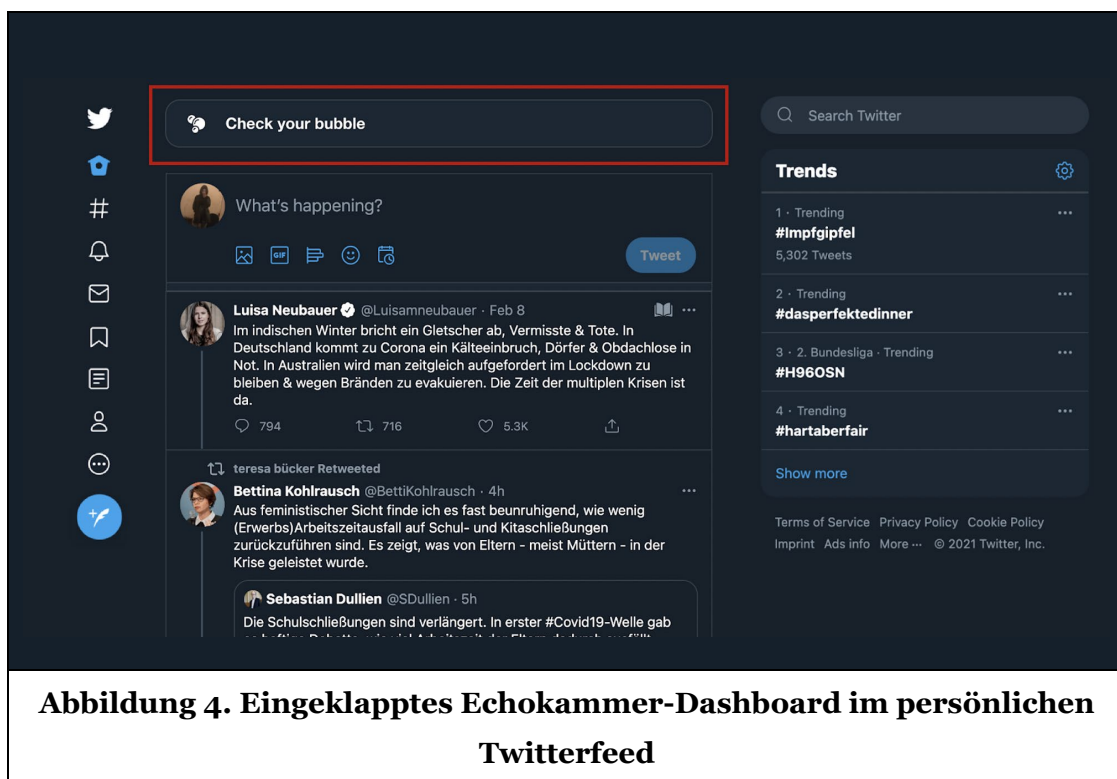 Check your bubble
What's happening?
GIF
Tweet
Luisa Neubauer @Luisamneubauer · Feb 8
Im indischen Winter bricht ein Gletscher ab, Vermisste & Tote. In
Deutschland kommt zu Corona ein Kälteeinbruch, Dörfer & Obdachlose in
Not. In Australien wird man zeitgleich aufgefordert im Lockdown zu
bleiben & wegen Bränden zu evakuieren. Die Zeit der multiplen Krisen ist
da.
794 716 5.3K
teresa bücker Retweeted
Bettina Kohlrausch @BettiKohlrausch · 4h
Aus feministischer Sicht finde ich es fast beunruhigend, wie wenig
(Erwerbs)Arbeitszeitausfall auf Schul- und Kitaschließungen
zurückzuführen sind. Es zeigt, was von Eltern - meist Müttern - in der
Krise geleistet wurde.
Sebastian Dullien @SDullien · 5h
Die Schulschließungen sind verlängert. In erster #Covid19-Welle gab
Search Twitter
Trends
1 · Trending
#Impfgipfel
5,302 Tweets
2 · Trending
#dasperfektedinner
3 · 2. Bundesliga · Trending
#H96OSN
4 · Trending
#hartaberfair
Show more
Terms of Service Privacy Policy Cookie Policy
Imprint Ads info More ··· © 2021 Twitter, Inc.
Abbildung 4. Eingeklapptes Echokammer-Dashboard im persönlichen
Twitterfeed